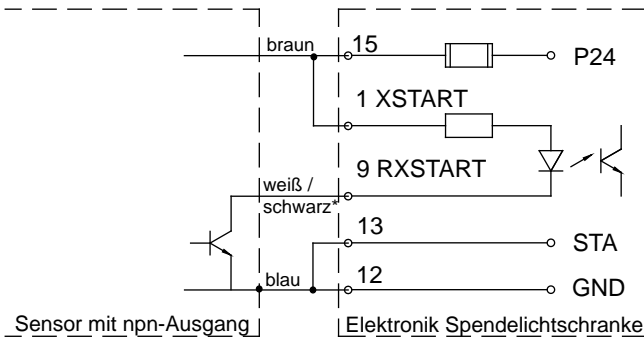 braun
15
P24
1 XSTART
9 RXSTART
weiß /
schwarz*
13
STA
blau
12
GND
Sensor mit npn-Ausgang
Elektronik Spendelichtschranke